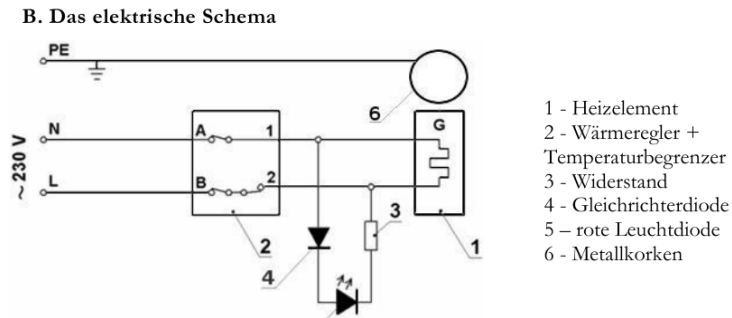 B. Das elektrische Schema
PE
6
N
A
1
G
~ 230 V
L
B
2
3
2
1
4
1 - Heizelement
2 - Wärmeregler +
Temperaturbegrenzer
3 - Widerstand
4 - Gleichrichterdiode
5 – rote Leuchtdiode
6 - Metallkorken